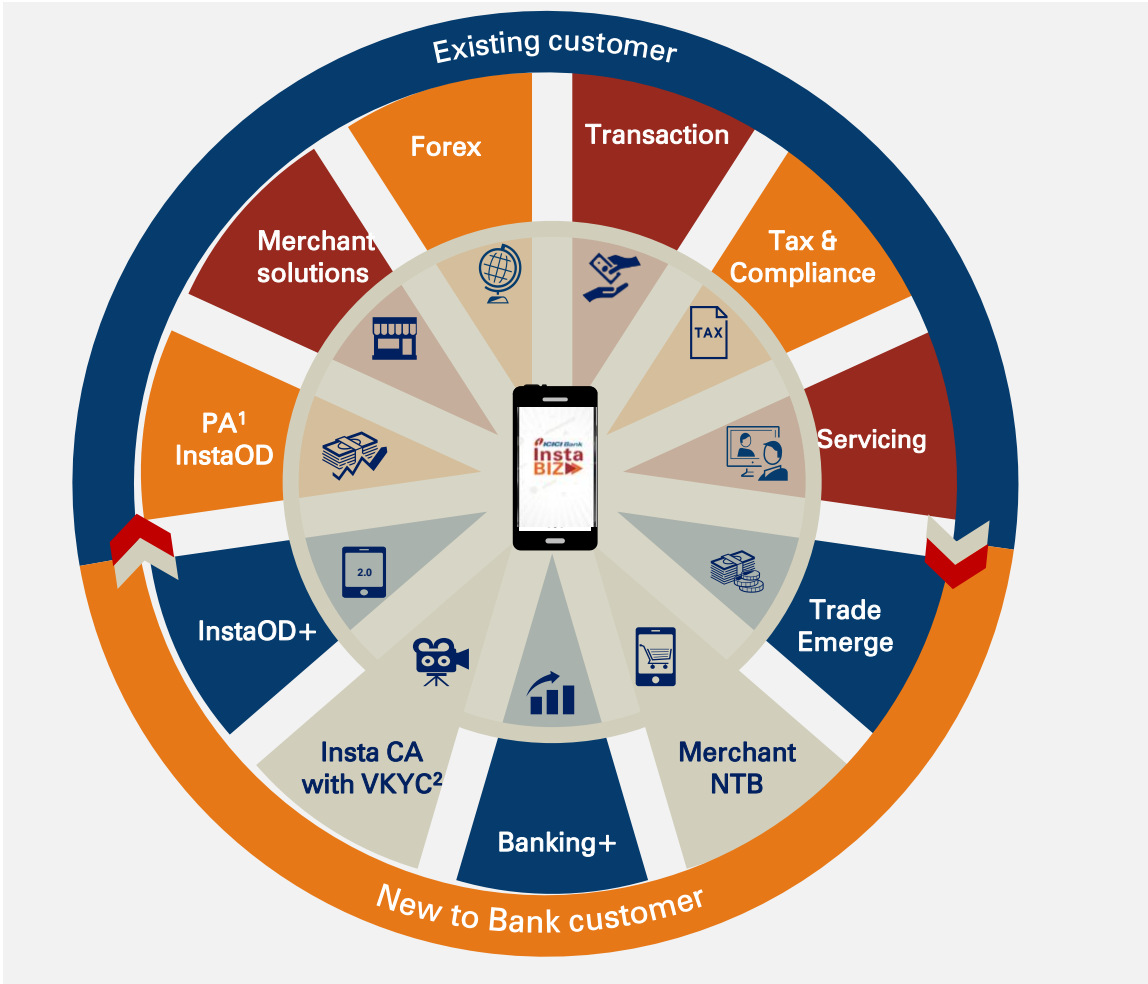 Existing customer
Forex
Transaction
Merchant
solutions
Tax &
Compliance
TAX
PA¹
InstaOD
Servicing
ICICI Bank
Insta
BIZ
2.0
InstaOD+
Trade
Emerge
Insta CA
with VKYC²
Merchant
NTB
Banking+
New to Bank customer